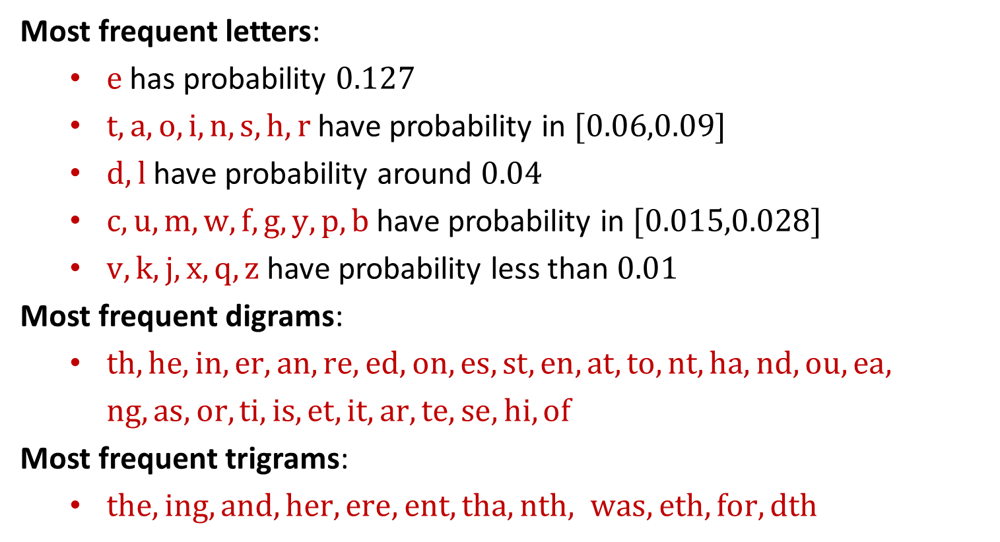 Most frequent letters:
• e has probability 0.127
• t, a, o, i, n, s, h, r have probability in [0.06,0.09]
• d, l have probability around 0.04
• c, u, m, w, f, g, y, p, b have probability in [0.015,0.028]
• v, k, j, x, q, z have probability less than 0.01
Most frequent digrams:
• th, he, in, er, an, re, ed, on, es, st, en, at, to, nt, ha, nd, ou, ea,
ng, as, or, ti, is, et, it, ar, te, se, hi, of
Most frequent trigrams:
• the, ing, and, her, ere, ent, tha, nth, was, eth, for, dth